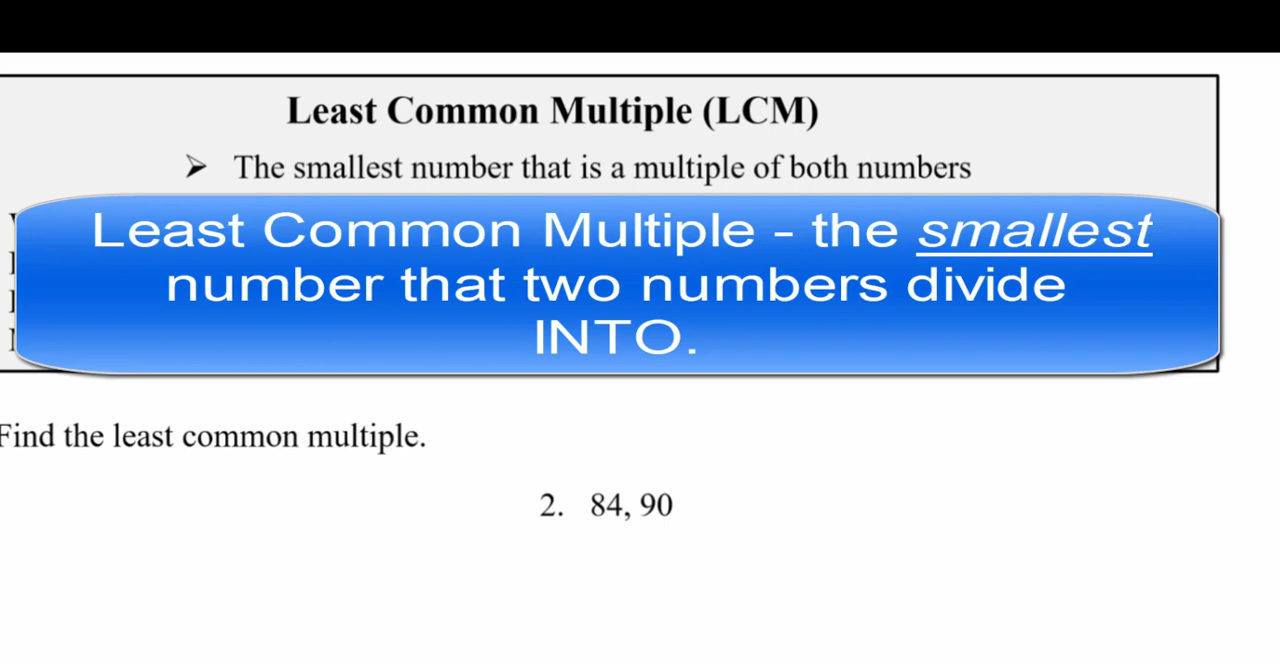 Least Common Multiple (LCM)
➢ The smallest number that is a multiple of both numbers
Least Common Multiple - the smallest
number that two numbers divide
INTO.
Find the least common multiple.
2. 84, 90